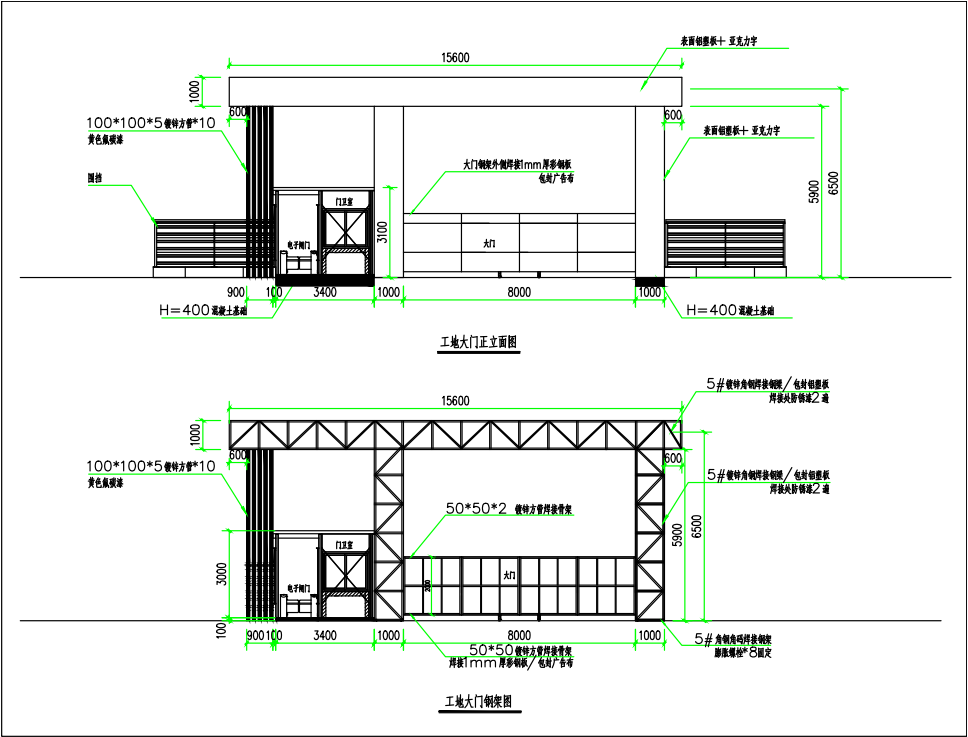 表面铝塑板+ 亚克力字
15600
1000
600
600
100*100*5镀锌方管*10
黄色氟碳漆
表面铝塑板+ 亚克力字
大门钢架外侧焊接1mm厚彩钢板
包封广告布
围挡
门卫室
电子闸门
大门
3100
5900
6500
900
100
3400
1000
8000
1000
H=400混凝土基础
H=400混凝土基础
工地大门正立面图
5#镀锌角钢焊接钢梁/包封铝塑板
焊接处防锈漆2遍
15600
1000
600
600
100*100*5镀锌方管*10
黄色氟碳漆
5#镀锌角钢焊接钢梁/包封铝塑板
焊接处防锈漆2遍
50*50*2 镀锌方管焊接骨架
门卫室
电子闸门
大门
2000
3000
100
5900
6500
900
100
3400
1000
8000
1000
50*50镀锌方管焊接骨架
焊接1mm厚彩钢板/包封广告布
5#角钢角码焊接钢架
膨胀螺栓*8固定
工地大门钢架图